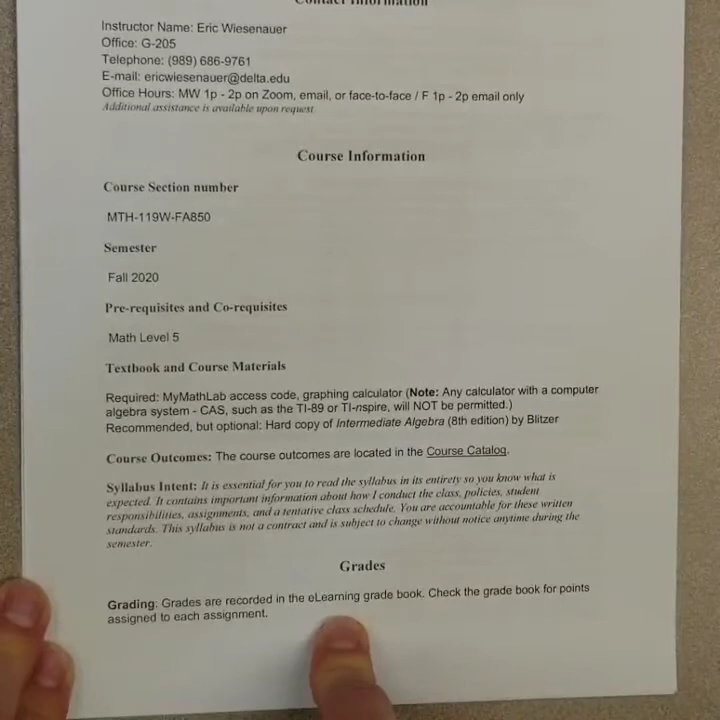 Contact Information
Instructor Name: Eric Wiesenauer
Office: G-205
Telephone: (989) 686-9761
E-mail: ericwiesenauer@delta.edu
Office Hours: MW 1p - 2p on Zoom, email, or face-to-face / F 1p - 2p email only
Additional assistance is available upon request.
Course Information
Course Section number
MTH-119W-FA850
Semester
Fall 2020
Pre-requisites and Co-requisites
Math Level 5
Textbook and Course Materials
Required: MyMathLab access code, graphing calculator (Note: Any calculator with a computer
algebra system - CAS, such as the TI-89 or TI-nspire, will NOT be permitted.)
Recommended, but optional: Hard copy of Intermediate Algebra (8th edition) by Blitzer
Course Outcomes: The course outcomes are located in the Course Catalog.
Syllabus Intent: It is essential for you to read the syllabus in its entirety so you know what is
expected. It contains important information about how I conduct the class, policies, student
responsibilities, assignments, and a tentative class schedule. You are accountable for these written
standards. This syllabus is not a contract and is subject to change without notice anytime during the
semester.
Grades
Grading: Grades are recorded in the eLearning grade book. Check the grade book for points
assigned to each assignment.